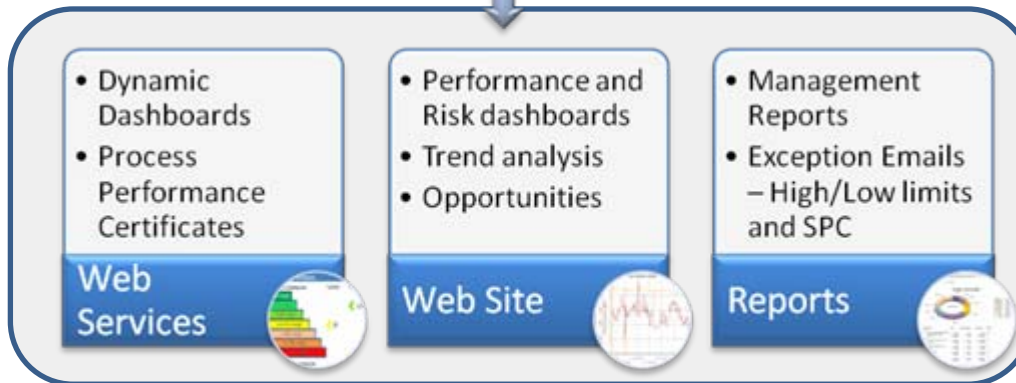 • Dynamic
Dashboards
• Process
Performance
Certificates
Web
Services
• Performance and
Risk dashboards
• Trend analysis
• Opportunities
Web Site
• Management
Reports
• Exception Emails
– High/Low limits
and SPC
Reports